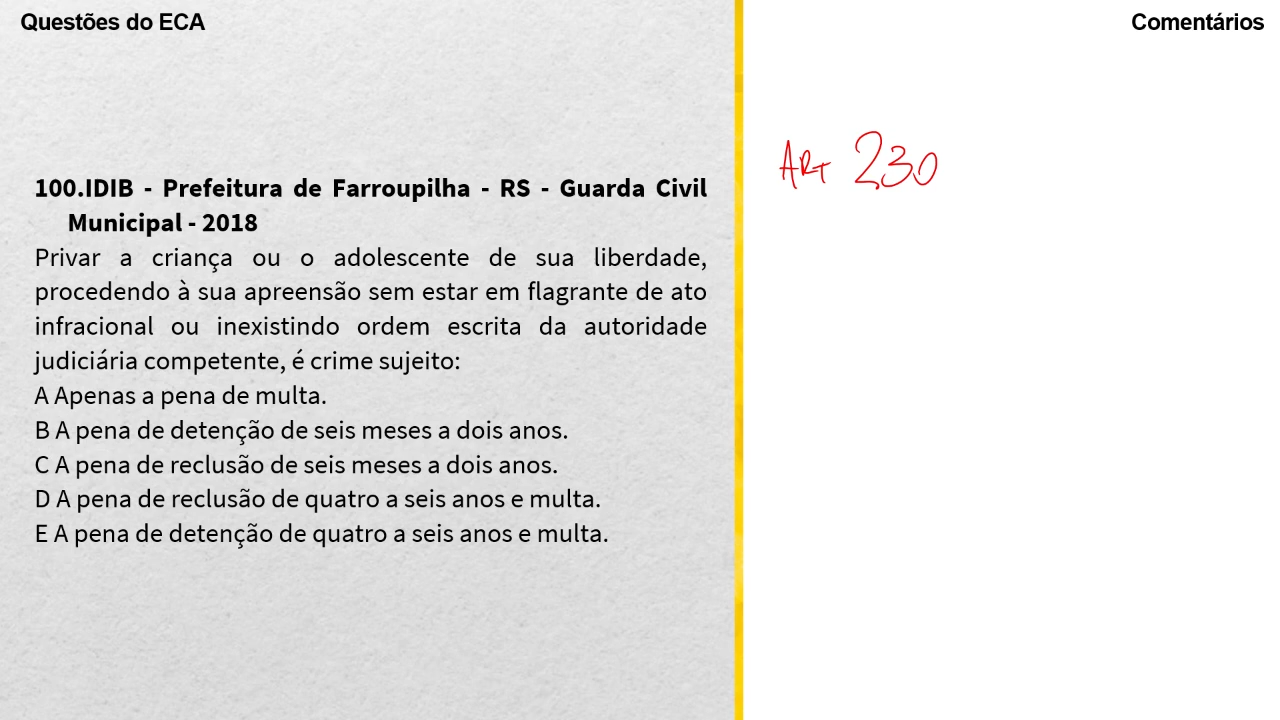 Questões do ECA
Comentários
ART 230
100.IDIB - Prefeitura de Farroupilha - RS - Guarda Civil
Municipal - 2018
Privar a criança ou o adolescente de sua liberdade,
procedendo à sua apreensão sem estar em flagrante de ato
infracional ou inexistindo ordem escrita da autoridade
judiciária competente, é crime sujeito:
A Apenas a pena de multa.
B A pena de detenção de seis meses a dois anos.
C A pena de reclusão de seis meses a dois anos.
D A pena de reclusão de quatro a seis anos e multa.
E A pena de detenção de quatro a seis anos e multa.